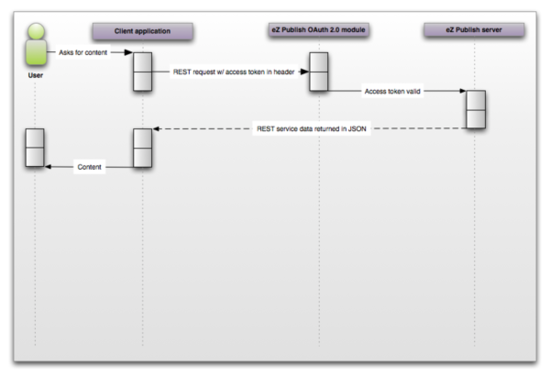 Client application
eZ Publish OAuth 2.0 module
eZ Publish server
Asks for content
User
REST request w/ access token in header
Access token valid
REST service data returned in JSON
Content